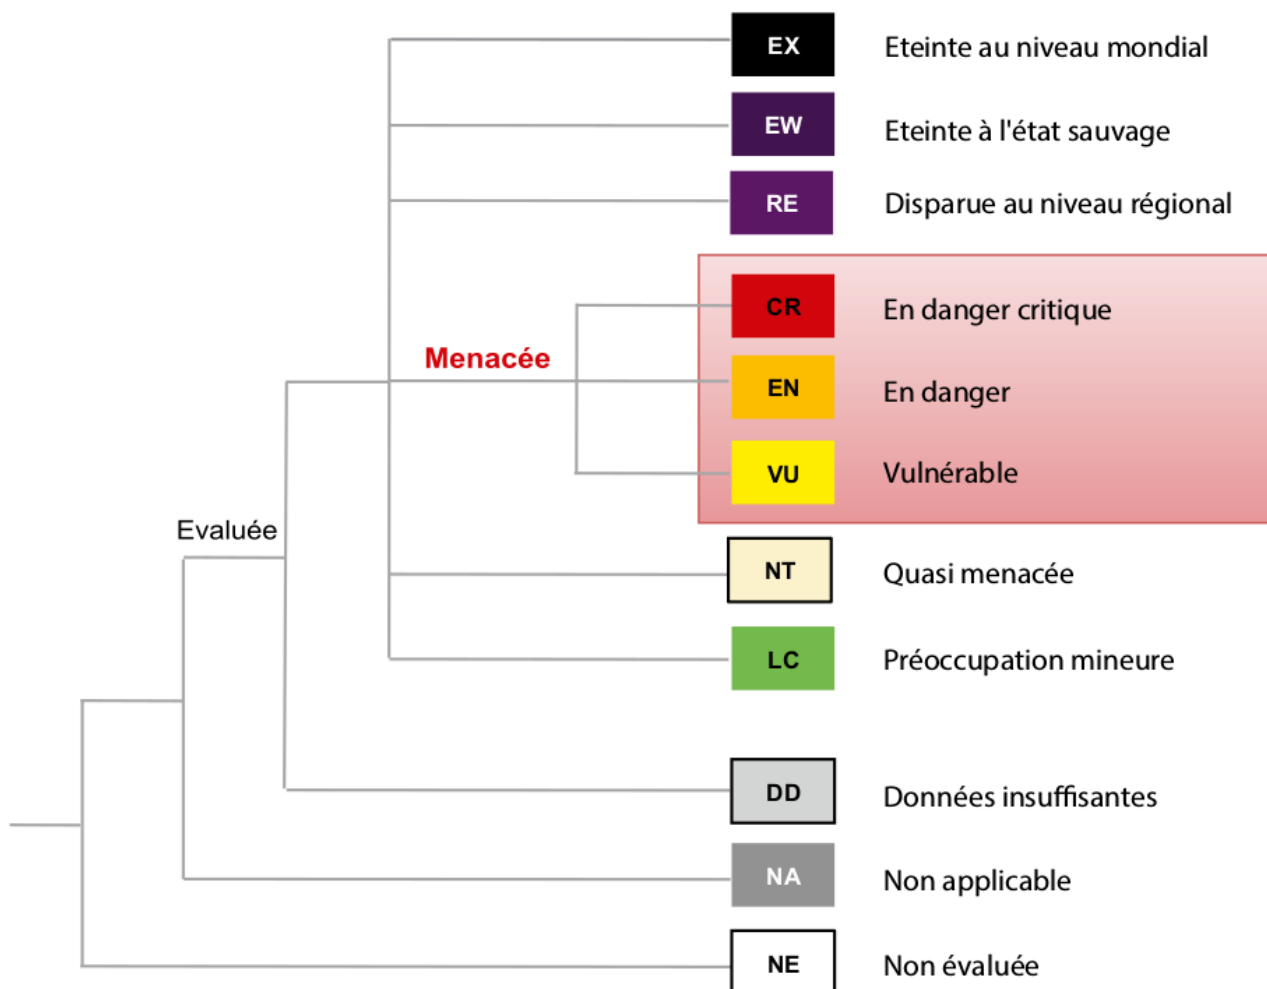 EX Eteinte au niveau mondial
EW Eteinte à l'état sauvage
RE Disparue au niveau régional
CR En danger critique
Menacée
EN En danger
VU Vulnérable
Evaluée
NT Quasi menacée
LC Préoccupation mineure
DD Données insuffisantes
NA Non applicable
NE Non évaluée